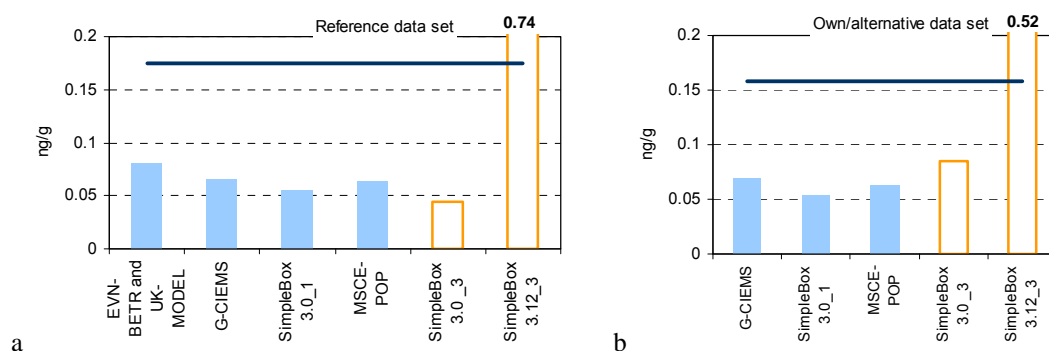 Reference data set
0.74
0.2
0.15
0.1
0.05
0
ng/g
EVN-
BETR and
UK-
MODEL
G-CIEMS
SimpleBox
3.0_1
MSCE-
POP
SimpleBox
3.0_3
SimpleBox
3.12_3
a
Own/alternative data set
0.52
0.2
0.15
0.1
0.05
0
ng/g
G-CIEMS
SimpleBox
3.0_1
MSCE-
POP
SimpleBox
3.0_3
SimpleBox
3.12_3
b